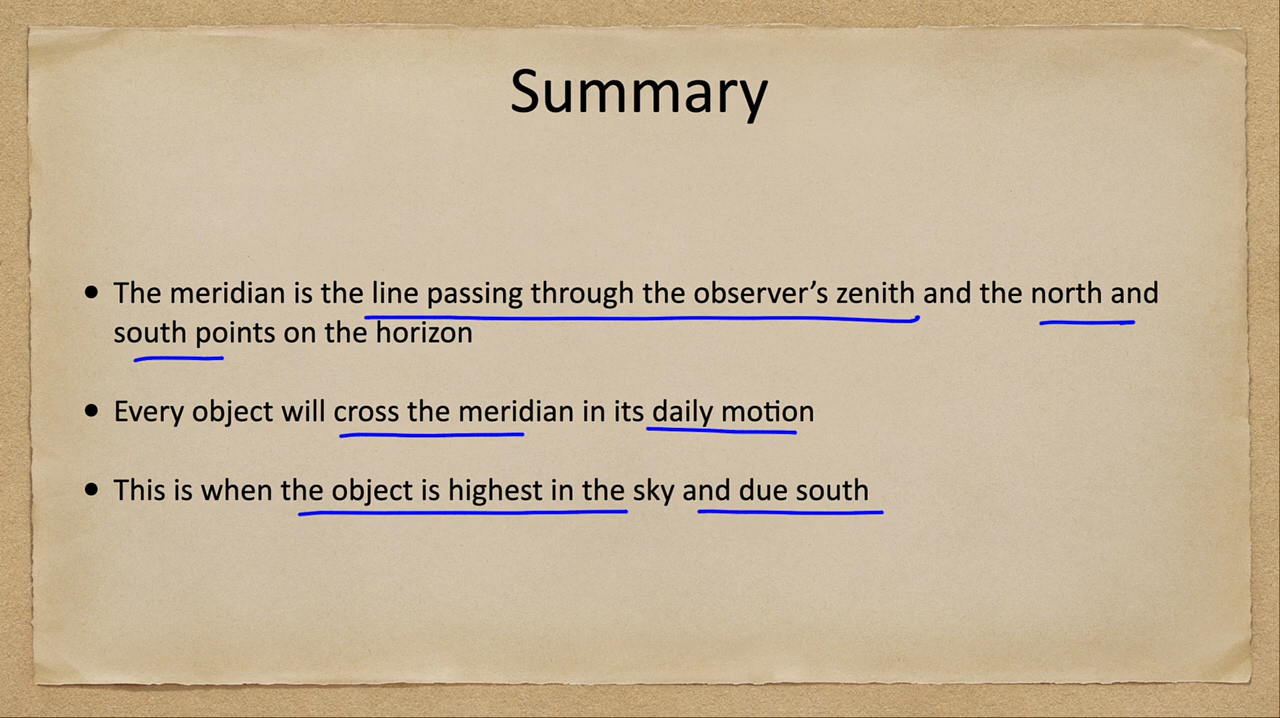 Summary
• The meridian is the line passing through the observer’s zenith and the north and
south points on the horizon
• Every object will cross the meridian in its daily motion
• This is when the object is highest in the sky and due south